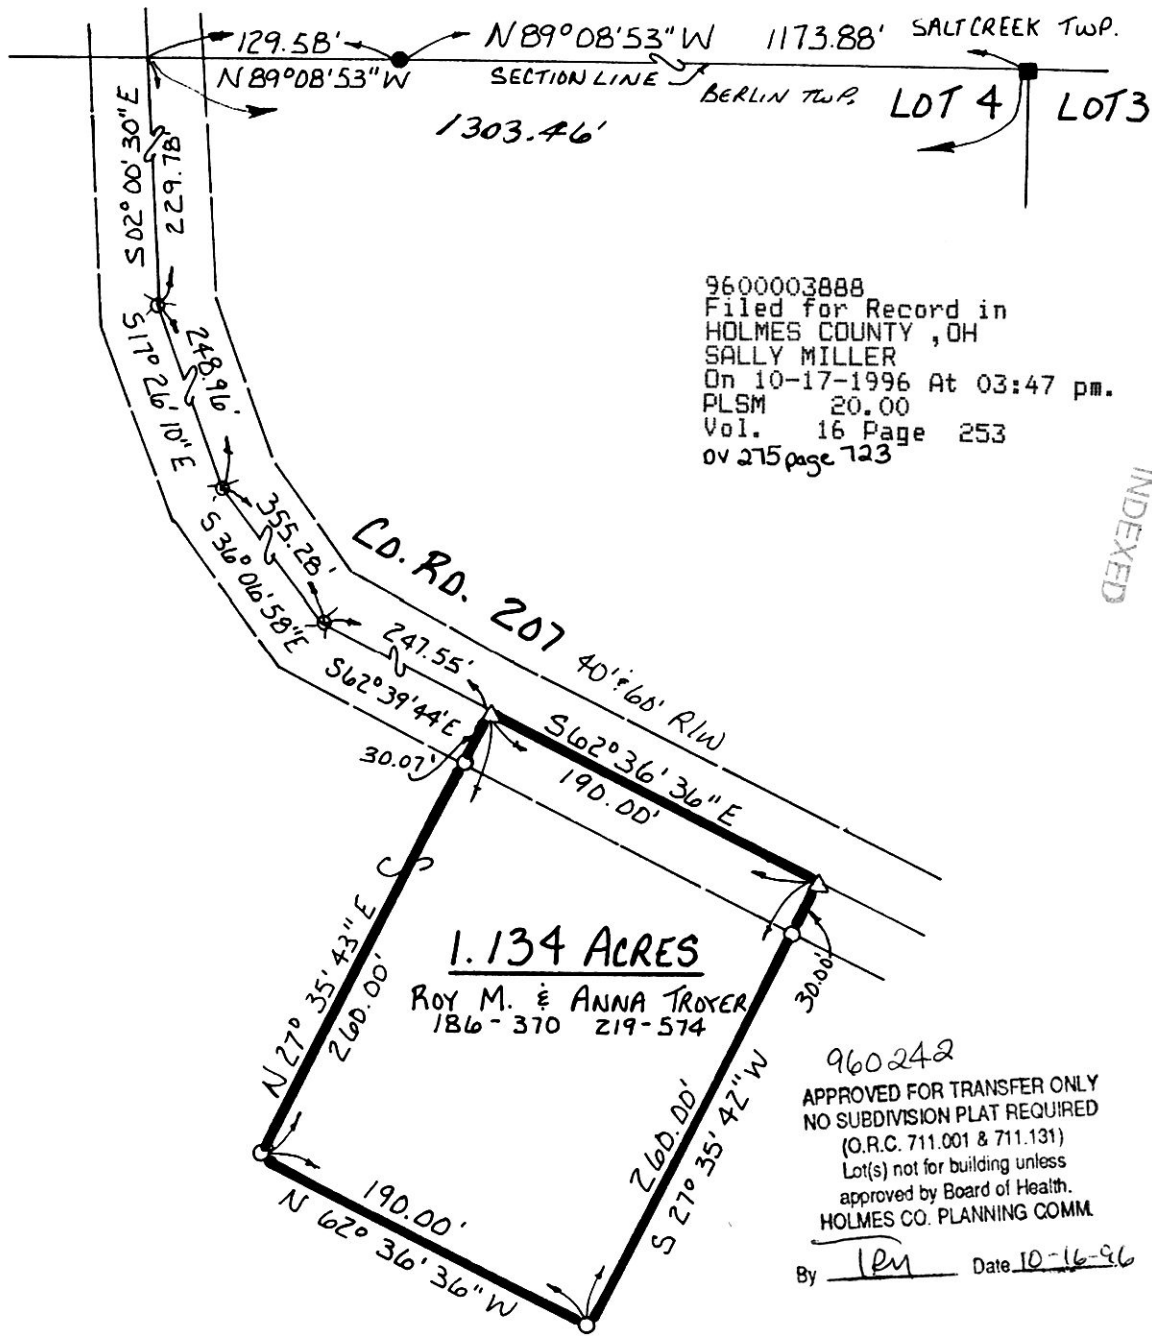 129.58' N89°08'53"W 1173.88' SALTCREEK TWP.
N89°08'53"W SECTION LINE BERLIN TWP. LOT 4 LOT 3
1303.46'
S02°00'30"E
229.78'
S17°26'10"E
248.96'
S36°06'58"E
355.28'
CO. RD. 207 40' & 60' R/W
247.55'
S62°39'44"E
30.07'
S62°36'36"E
190.00'
9600003888
Filed for Record in
HOLMES COUNTY ,OH
SALLY MILLER
On 10-17-1996 At 03:47 pm.
PLSM 20.00
Vol. 16 Page 253
OV 275 page 723
INDEXED
N27°35'43"E
260.00'
1.134 ACRES
ROY M. & ANNA TROYER
186-370 219-574
30.00'
260.00'
S27°35'42"W
190.00'
N62°36'36"W
960242
APPROVED FOR TRANSFER ONLY
NO SUBDIVISION PLAT REQUIRED
(O.R.C. 711.001 & 711.131)
Lot(s) not for building unless
approved by Board of Health.
HOLMES CO. PLANNING COMM.
By Date 10-16-96